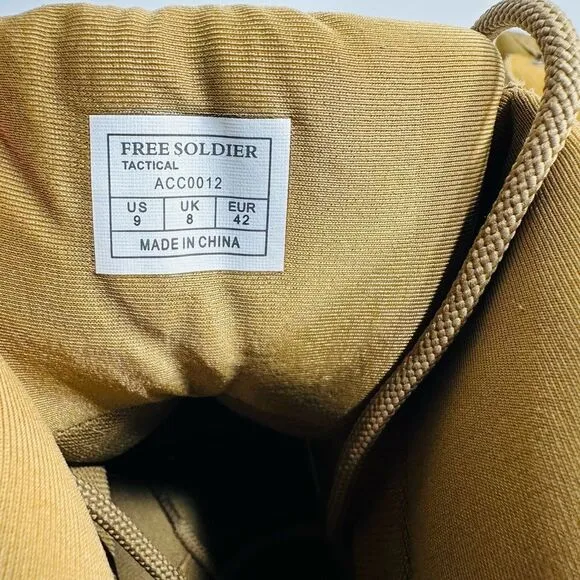 FREE SOLDIER
TACTICAL
ACC0012
US UK EUR
9 8 42
MADE IN CHINA